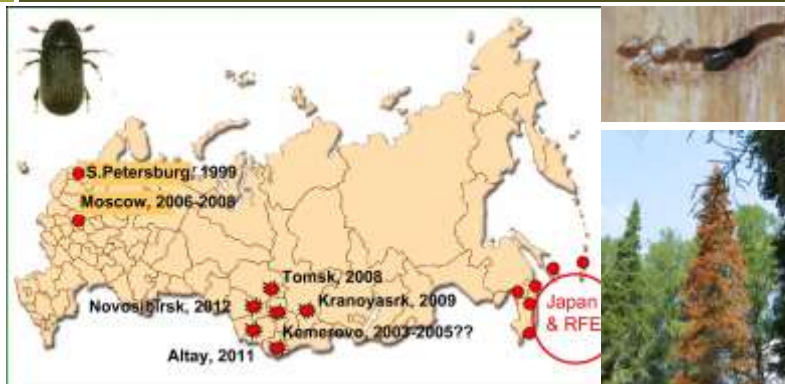 S.Petersburg, 1999
Moscow, 2006-2008
Tomsk, 2008
Novosibirsk, 2012
Kranoyasrk, 2009
Kemerovo, 2003-2005??
Altay, 2011
Japan
& RFE